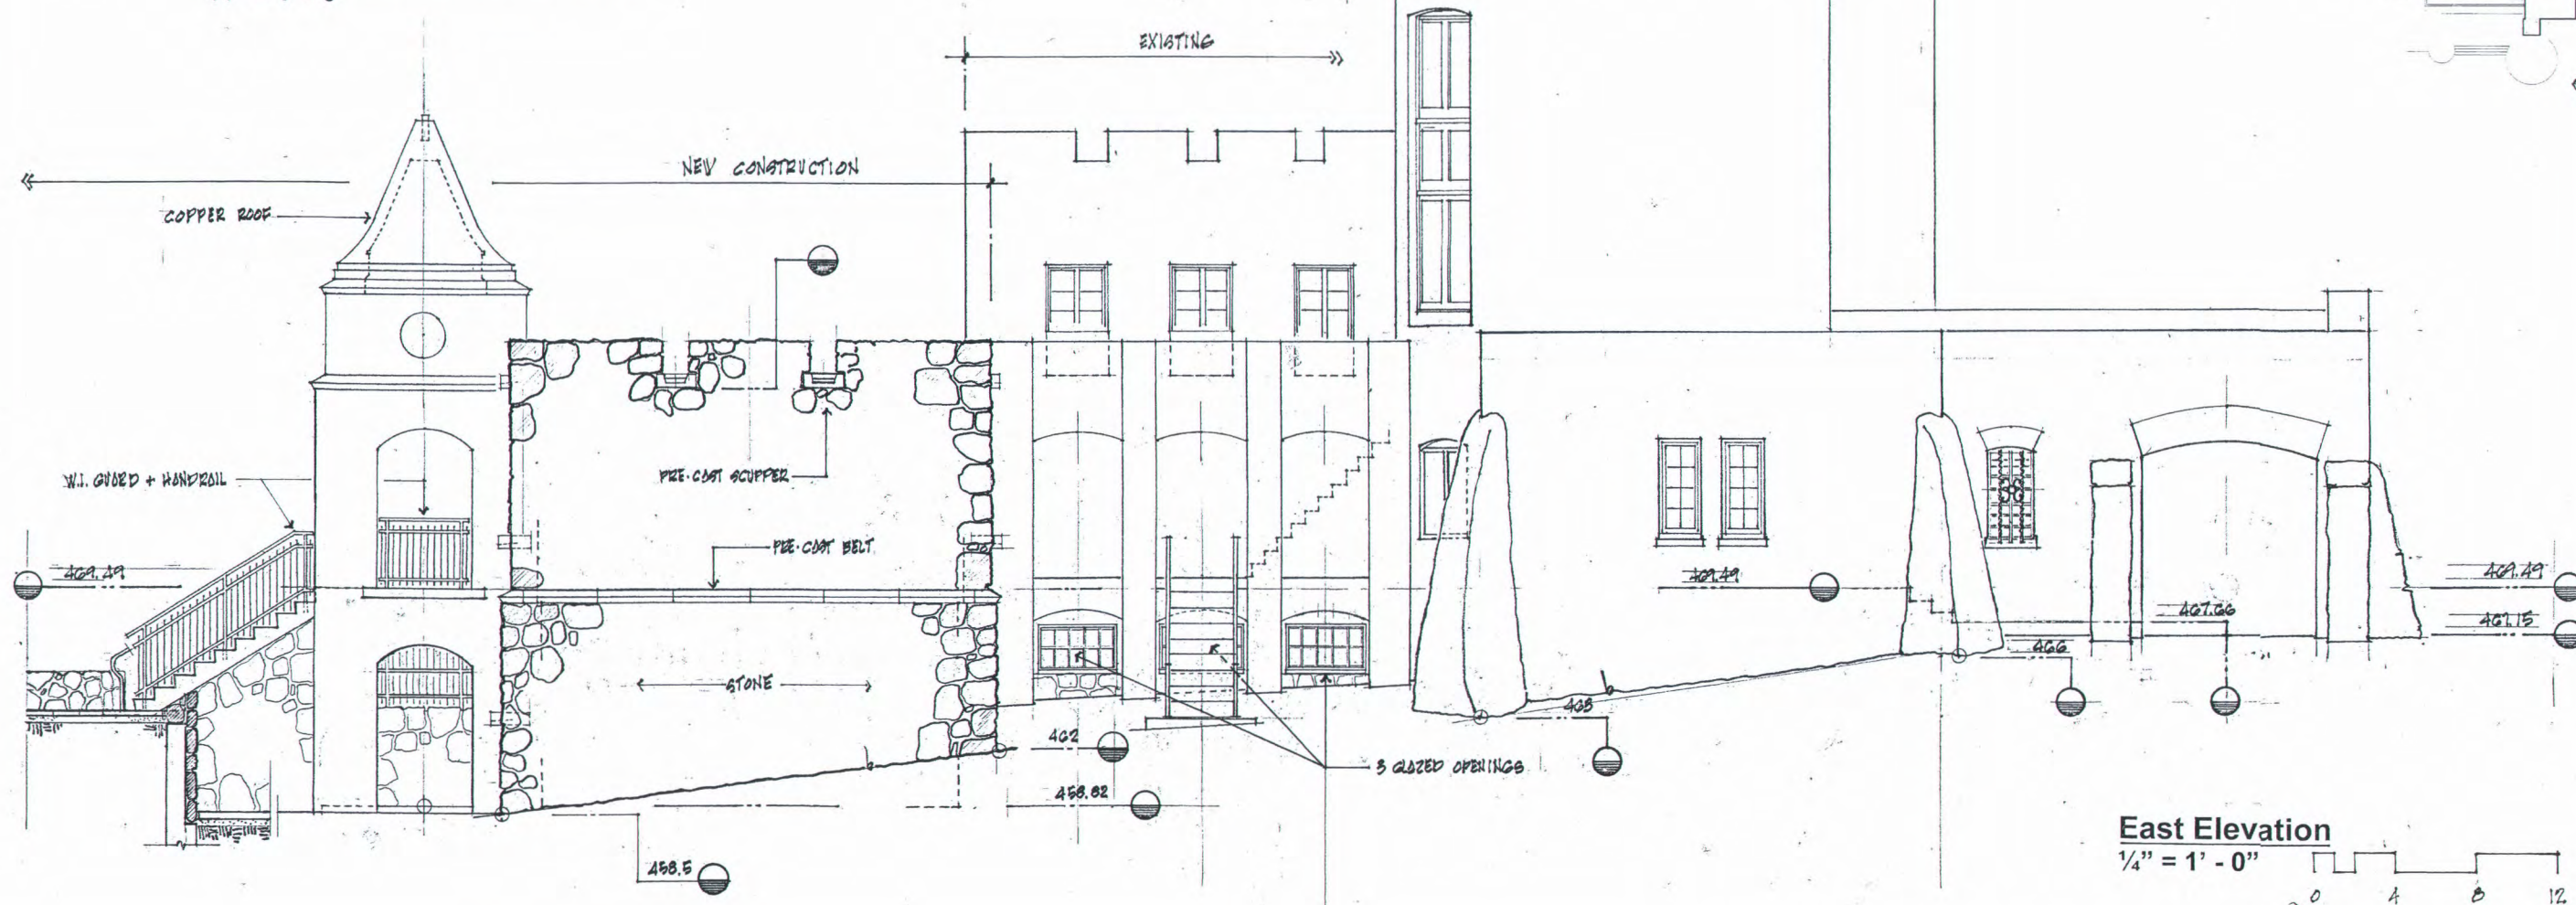 EXISTING
NEW CONSTRUCTION
COPPER ROOF
PRE-CAST SCUPPER
W.I. GUARD + HANDRAIL
PRE-CAST BELT
469.49
469.49
469.49
467.66
467.15
466
STONE
465
462
3 GLAZED OPENINGS
458.82
458.5
East Elevation
¼" = 1' - 0"
0 4 8 12